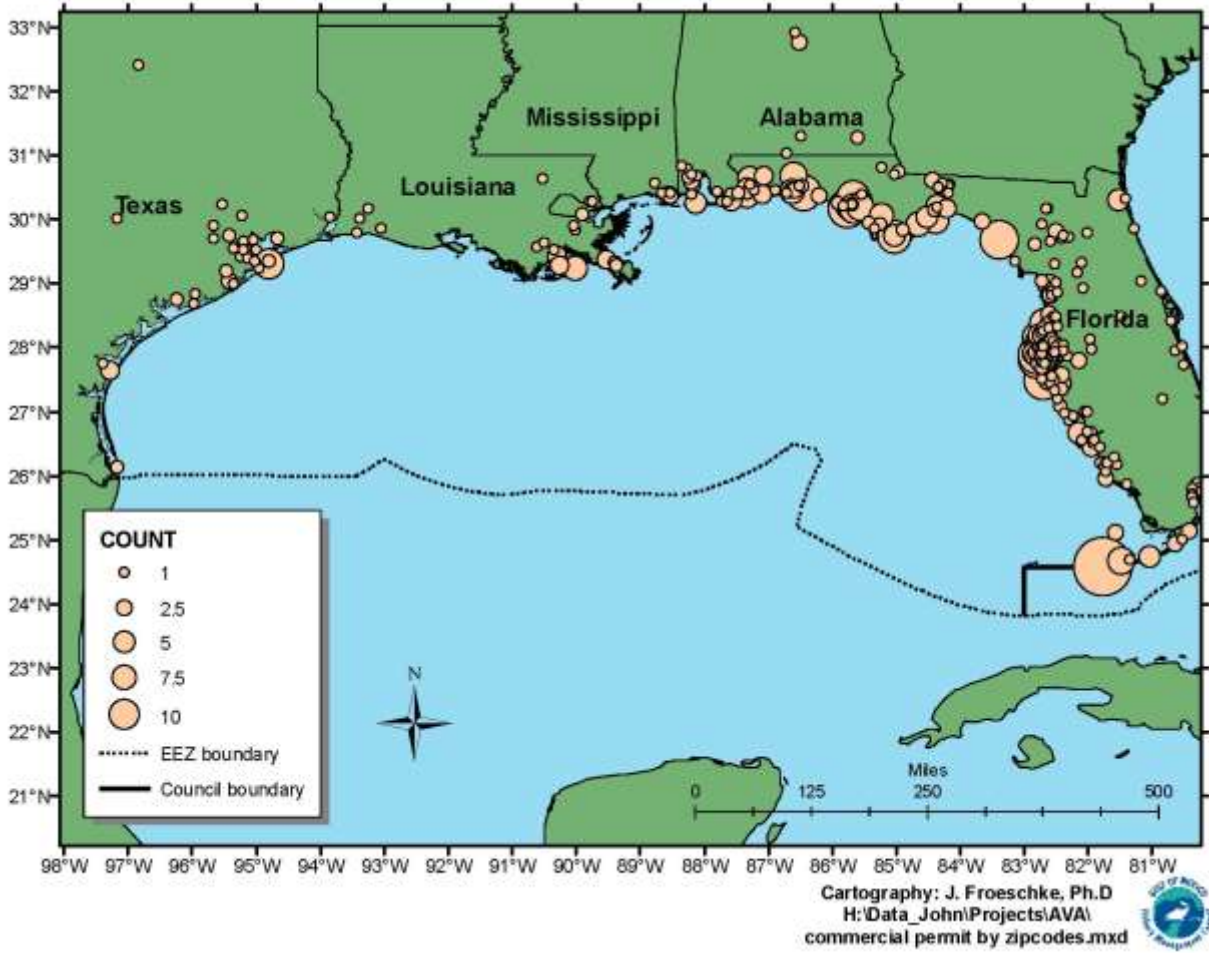 33°N
32°N
31°N
30°N
29°N
28°N
27°N
26°N
25°N
24°N
23°N
22°N
21°N
Texas
Louisiana
Mississippi
Alabama
Florida
COUNT
1
2.5
5
7.5
10
EEZ boundary
Council boundary
N
Miles
0 125 250 500
98°W 97°W 96°W 95°W 94°W 93°W 92°W 91°W 90°W 89°W 88°W 87°W 86°W 85°W 84°W 83°W 82°W 81°W
Cartography: J. Froeschke, Ph.D
H:\Data_John\Projects\AVA\
commercial permit by zipcodes.mxd